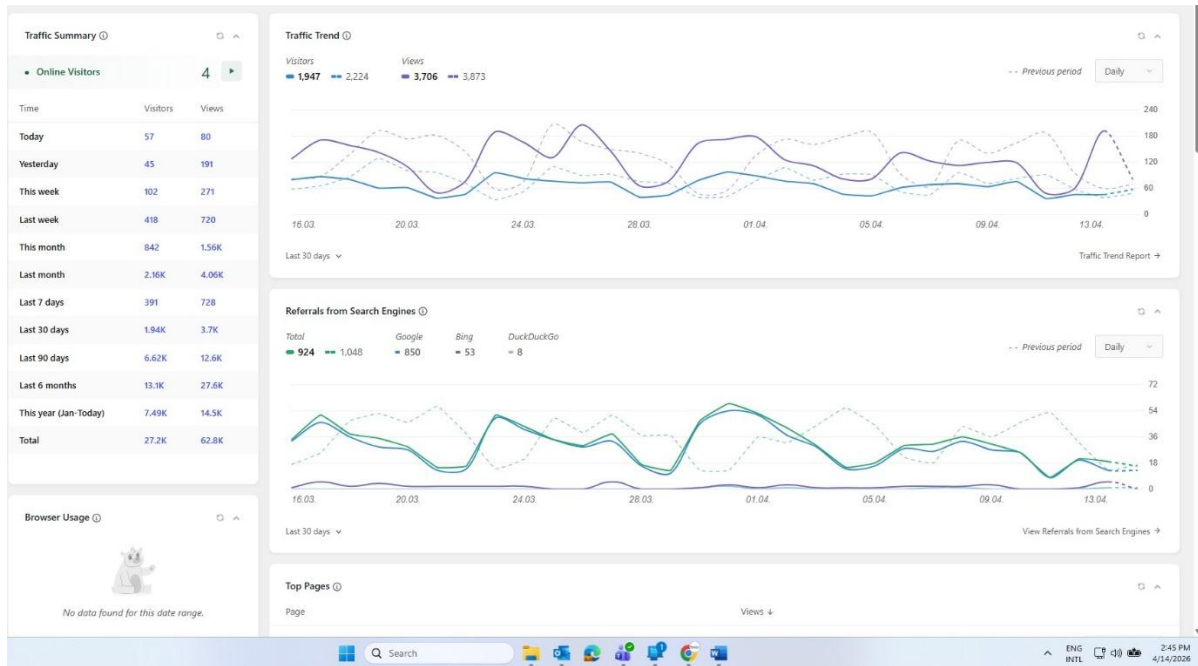 Traffic Summary
Online Visitors 4
Time Visitors Views
Today 57 80
Yesterday 45 191
This week 102 271
Last week 418 720
This month 842 1.56K
Last month 2.16K 4.06K
Last 7 days 391 728
Last 30 days 1.94K 3.7K
Last 90 days 6.62K 12.6K
Last 6 months 13.1K 27.6K
This year (Jan-Today) 7.49K 14.5K
Total 27.2K 62.8K
Browser Usage
No data found for this date range.
Traffic Trend
Visitors Views
1,947 2,224 3,706 3,873
-- Previous period Daily
240
180
120
60
0
16.03. 20.03. 24.03. 28.03. 01.04. 05.04. 09.04. 13.04.
Last 30 days Traffic Trend Report →
Referrals from Search Engines
Total Google Bing DuckDuckGo
924 1,048 850 53 8
-- Previous period Daily
72
54
36
18
0
16.03. 20.03. 24.03. 28.03. 01.04. 05.04. 09.04. 13.04.
Last 30 days View Referrals from Search Engines →
Top Pages
Page Views ↓
Search
ENG 2:45 PM
INTL 4/14/2026